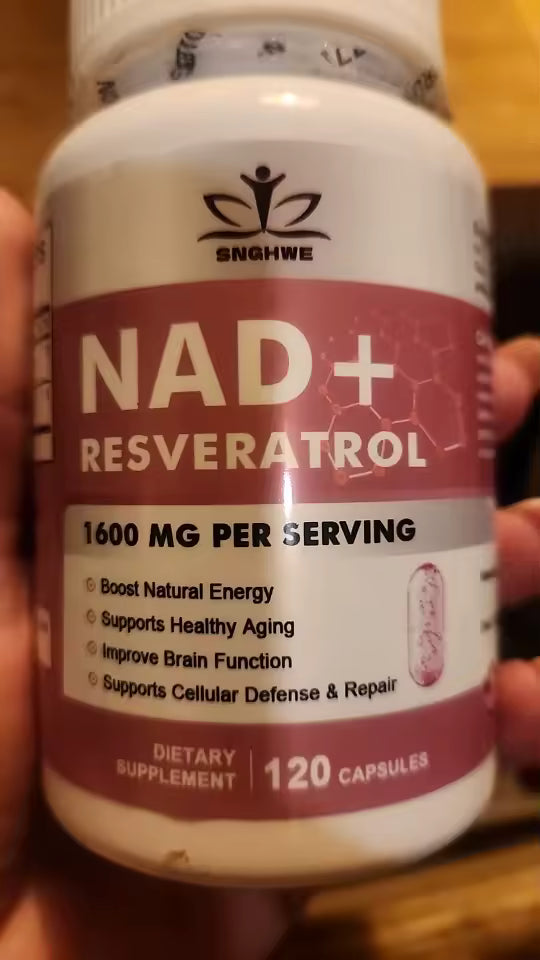 SNGHWE
NAD+
RESVERATROL
1600 MG PER SERVING
Boost Natural Energy
Supports Healthy Aging
Improve Brain Function
Supports Cellular Defense & Repair
DIETARY
SUPPLEMENT
120 CAPSULES